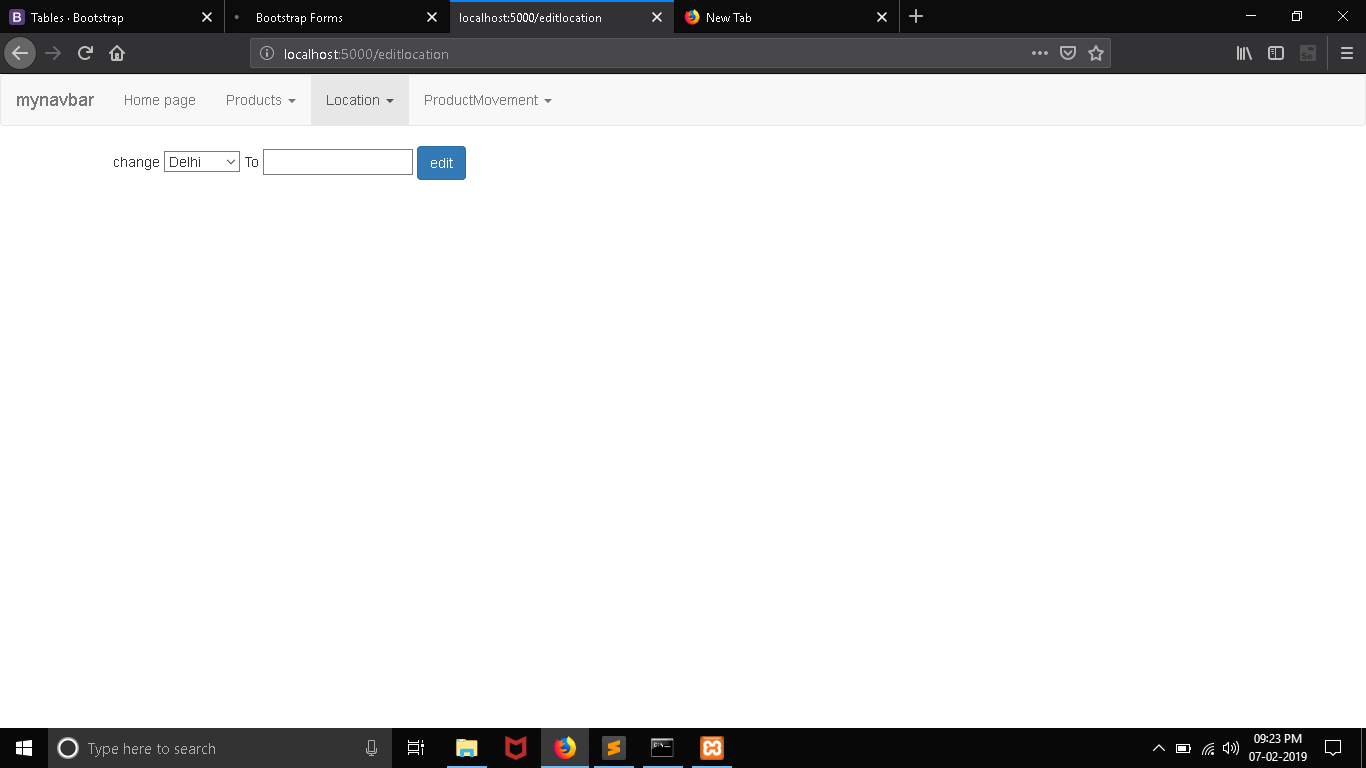 Tables · Bootstrap
Bootstrap Forms
localhost:5000/editlocation
New Tab
localhost:5000/editlocation
Se
mynavbar Home page Products Location ProductMovement
change Delhi To edit
Type here to search
09:23 PM
07-02-2019